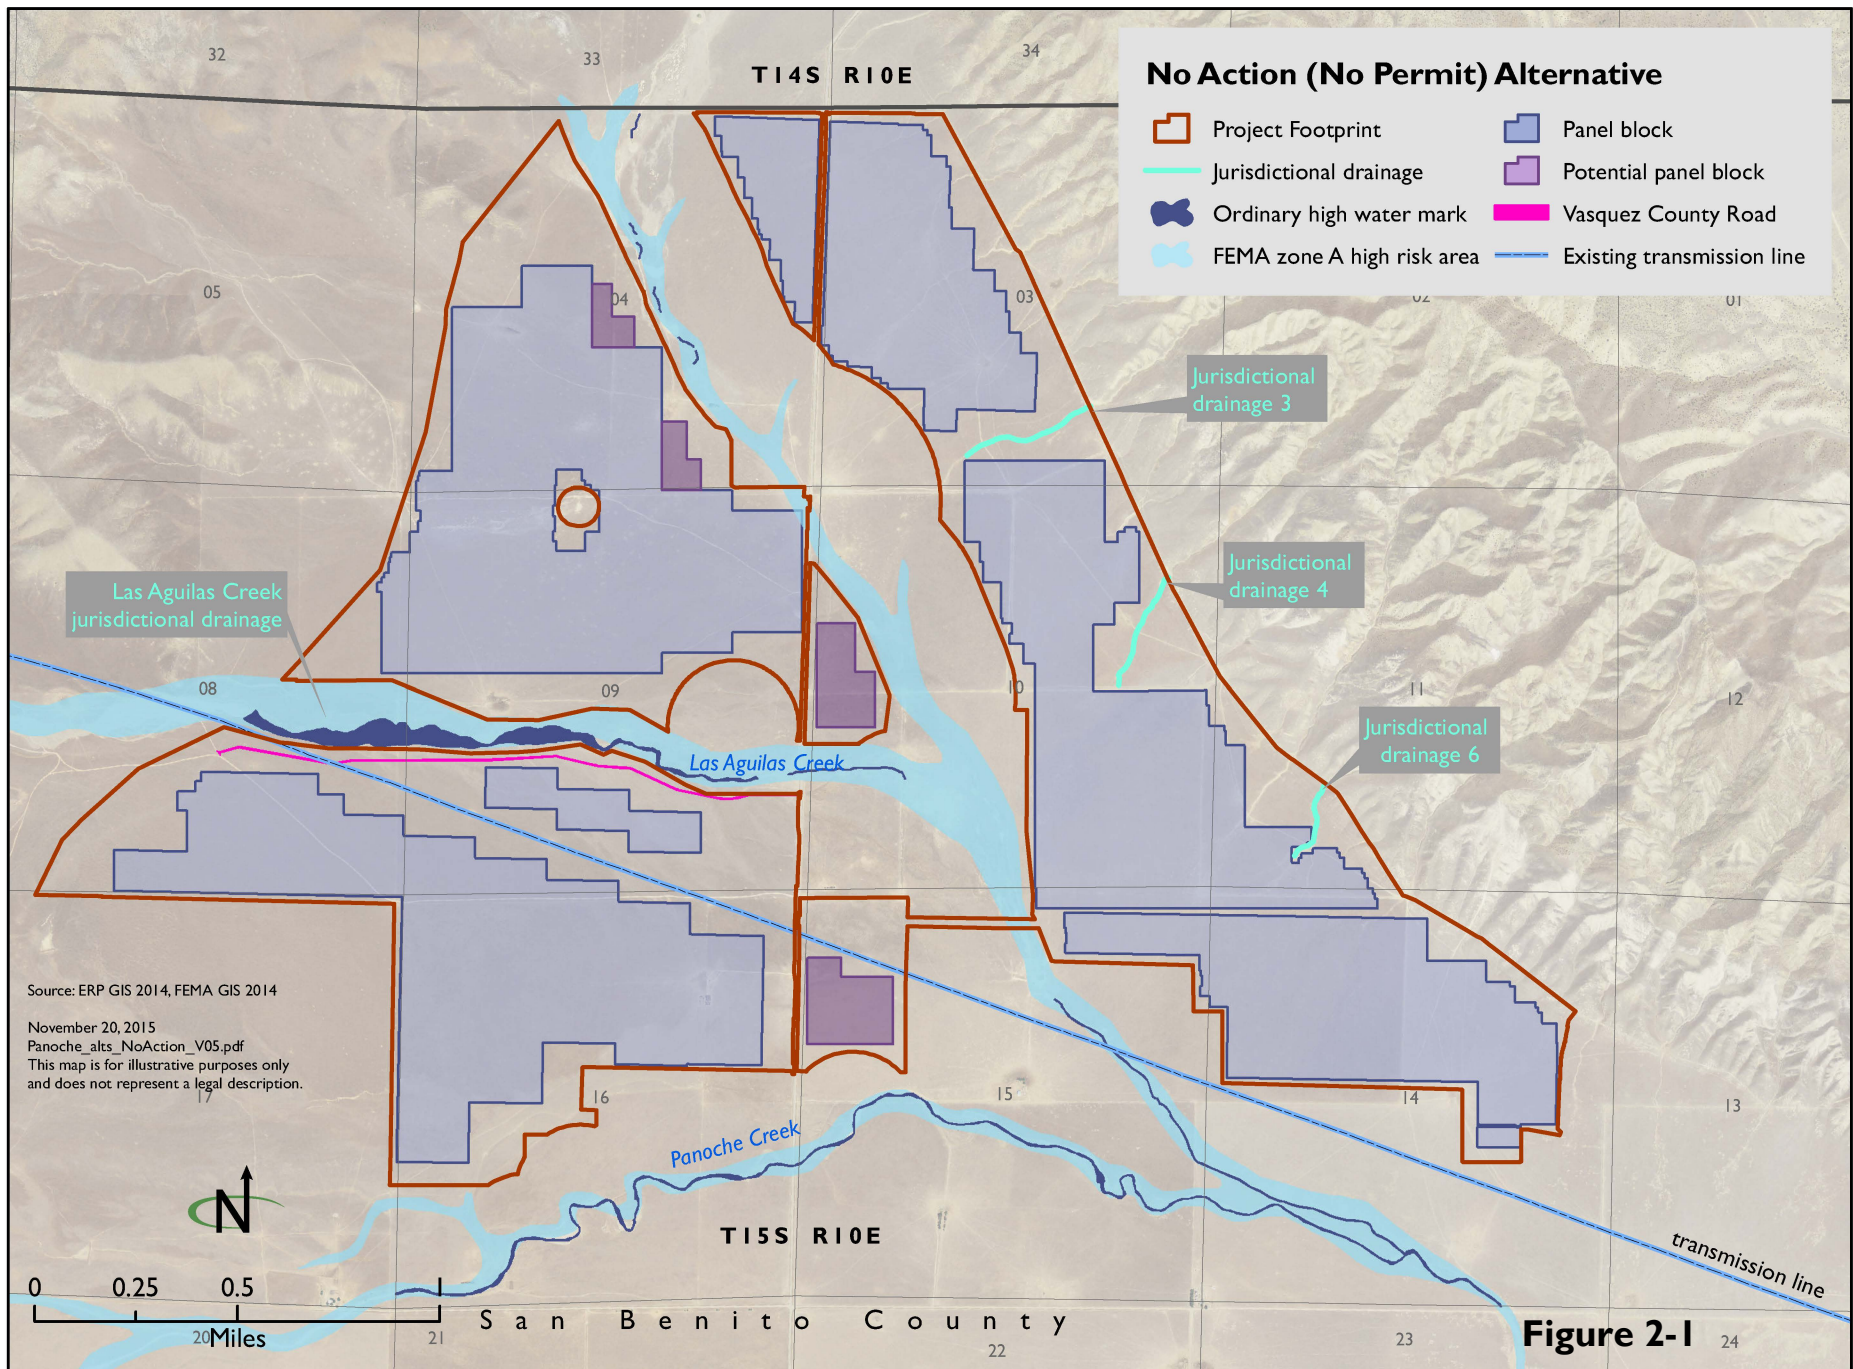 32
33
34
T14S R10E
No Action (No Permit) Alternative
Project Footprint
Jurisdictional drainage
Ordinary high water mark
FEMA zone A high risk area
Panel block
Potential panel block
Vasquez County Road
Existing transmission line
05
04
03
02
01
Jurisdictional
drainage 3
Jurisdictional
drainage 4
Las Aguilas Creek
jurisdictional drainage
08
09
10
11
12
Jurisdictional
drainage 6
Las Aguilas Creek
Source: ERP GIS 2014, FEMA GIS 2014
November 20, 2015
Panoche_alts_NoAction_V05.pdf
This map is for illustrative purposes only
and does not represent a legal description.
17
16
15
14
13
Panoche Creek
N
T15S R10E
transmission line
0 0.25 0.5 1
Miles
San Benito County
20
21
22
23
24
Figure 2-1